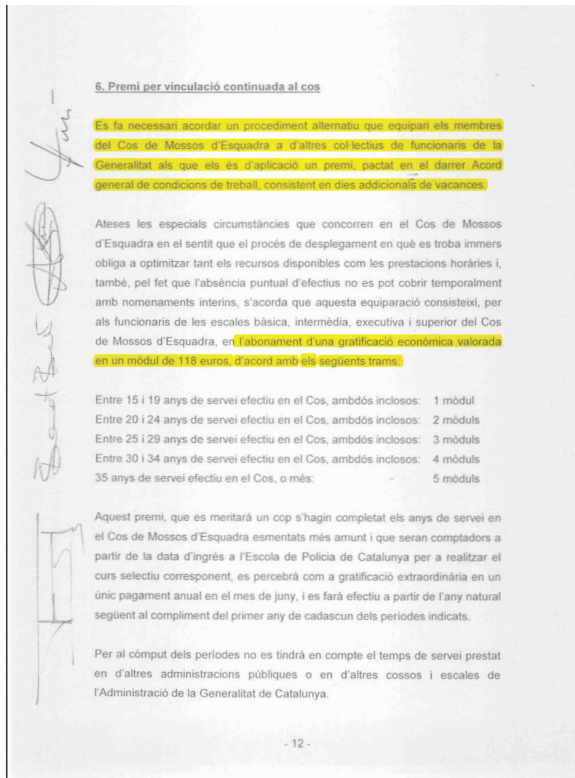 6. Premi per vinculació continuada al cos
Es fa necessari acordar un procediment alternatiu que equipari els membres
del Cos de Mossos d'Esquadra a d'altres col·lectius de funcionaris de la
Generalitat als que els és d'aplicació un premi, pactat en el darrer Acord
general de condicions de treball, consistent en dies addicionals de vacances.
Ateses les especials circumstàncies que concorren en el Cos de Mossos
d'Esquadra en el sentit que el procés de desplegament en què es troba immers
obliga a optimitzar tant els recursos disponibles com les prestacions horàries i,
també, pel fet que l'absència puntual d'efectius no es pot cobrir temporalment
amb nomenaments interins, s'acorda que aquesta equiparació consisteixi, per
als funcionaris de les escales bàsica, intermèdia, executiva i superior del Cos
de Mossos d'Esquadra, en l'abonament d'una gratificació econòmica valorada
en un mòdul de 118 euros, d'acord amb els següents trams:
Entre 15 i 19 anys de servei efectiu en el Cos, ambdós inclosos: 1 mòdul
Entre 20 i 24 anys de servei efectiu en el Cos, ambdós inclosos: 2 mòduls
Entre 25 i 29 anys de servei efectiu en el Cos, ambdós inclosos: 3 mòduls
Entre 30 i 34 anys de servei efectiu en el Cos, ambdós inclosos: 4 mòduls
35 anys de servei efectiu en el Cos, o més: 5 mòduls
Aquest premi, que es meritarà un cop s'hagin completat els anys de servei en
el Cos de Mossos d'Esquadra esmentats més amunt i que seran comptadors a
partir de la data d'ingrés a l'Escola de Policia de Catalunya per a realitzar el
curs selectiu corresponent, es percebrà com a gratificació extraordinària en un
únic pagament anual en el mes de juny, i es farà efectiu a partir de l'any natural
següent al compliment del primer any de cadascun dels períodes indicats.
Per al còmput dels períodes no es tindrà en compte el temps de servei prestat
en d'altres administracions públiques o en d'altres cossos i escales de
l'Administració de la Generalitat de Catalunya.
- 12 -